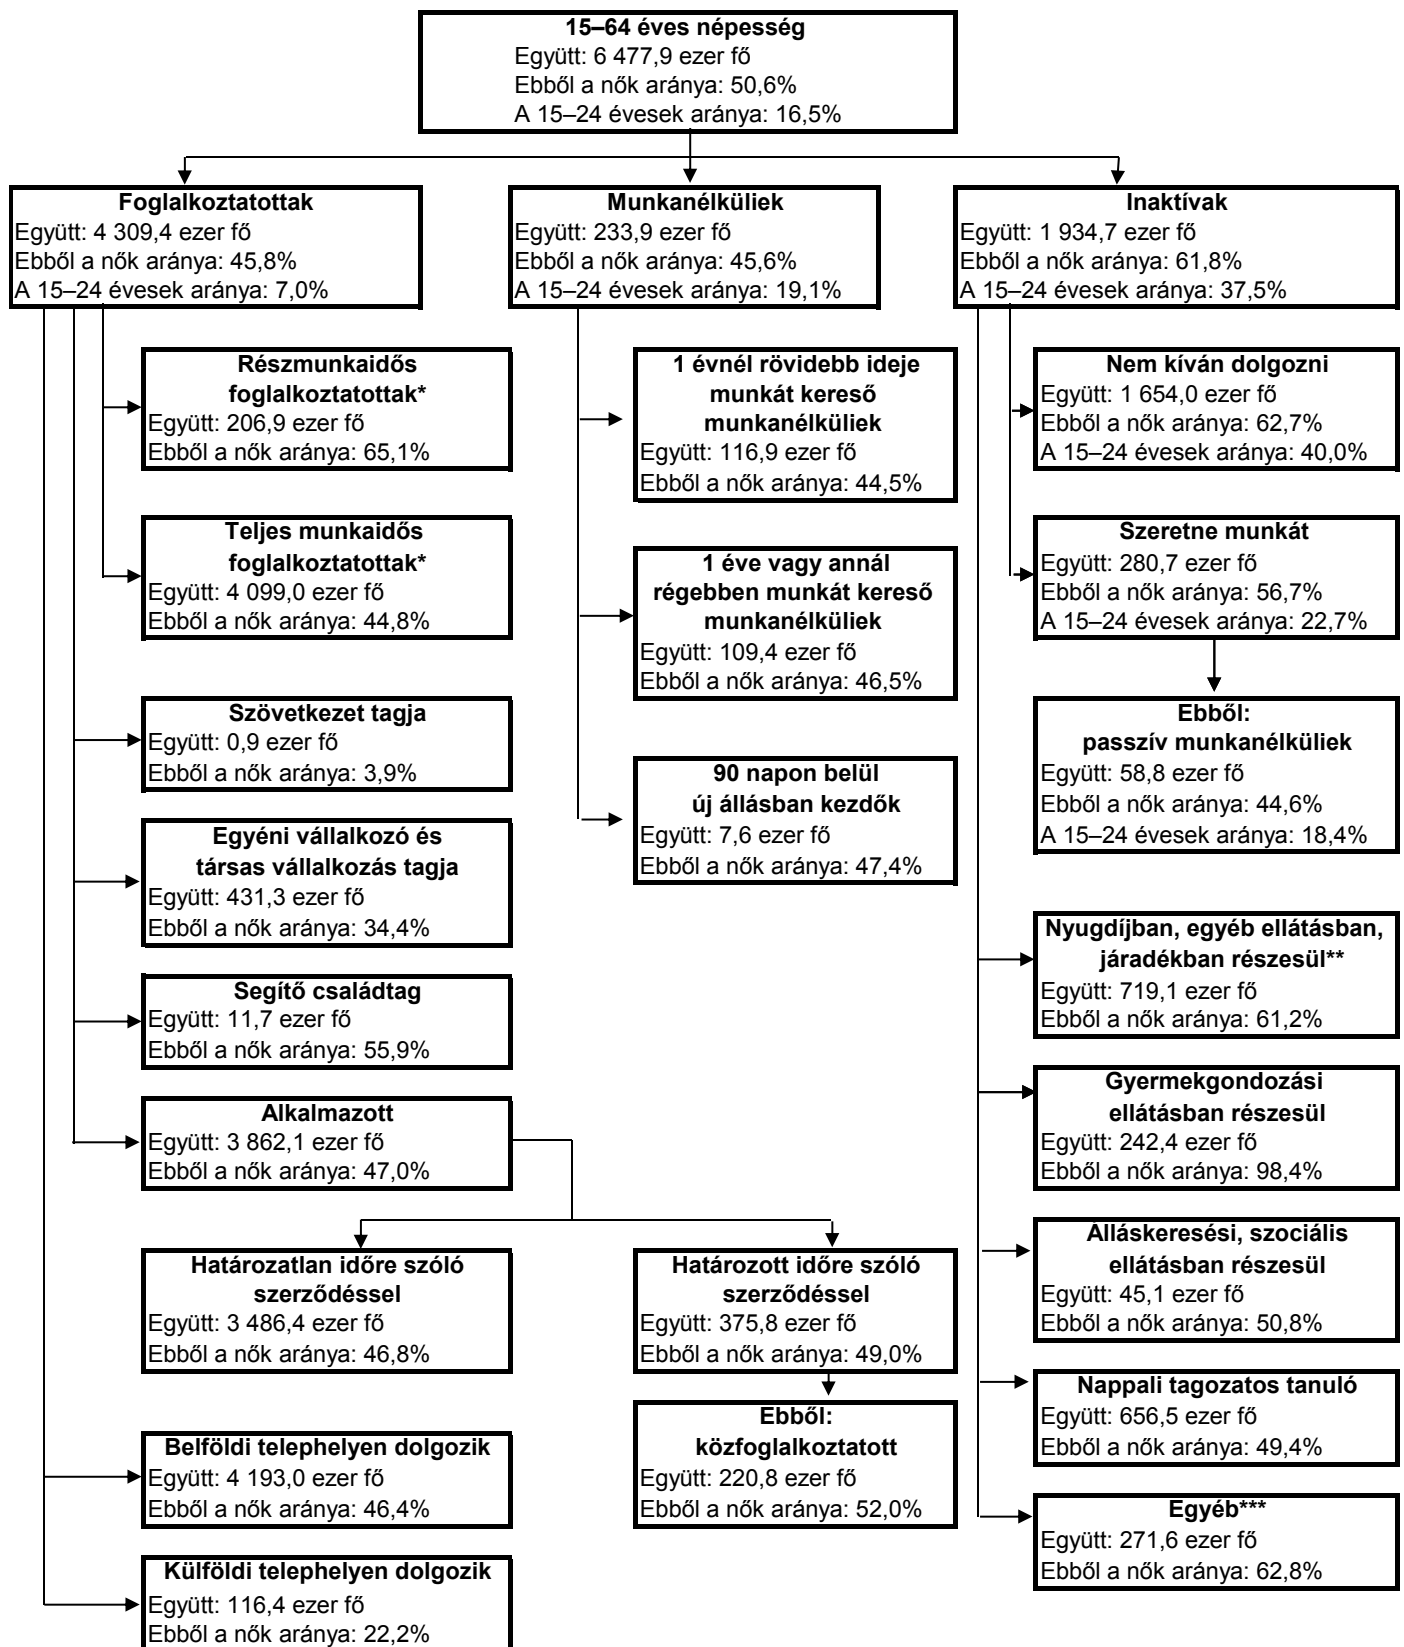 15–64 éves népesség
Együtt: 6 477,9 ezer fő
Ebből a nők aránya: 50,6%
A 15–24 évesek aránya: 16,5%
Foglalkoztatottak
Együtt: 4 309,4 ezer fő
Ebből a nők aránya: 45,8%
A 15–24 évesek aránya: 7,0%
Munkanélküliek
Együtt: 233,9 ezer fő
Ebből a nők aránya: 45,6%
A 15–24 évesek aránya: 19,1%
Inaktívak
Együtt: 1 934,7 ezer fő
Ebből a nők aránya: 61,8%
A 15–24 évesek aránya: 37,5%
Részmunkaidős
foglalkoztatottak*
Együtt: 206,9 ezer fő
Ebből a nők aránya: 65,1%
Teljes munkaidős
foglalkoztatottak*
Együtt: 4 099,0 ezer fő
Ebből a nők aránya: 44,8%
Szövetkezet tagja
Együtt: 0,9 ezer fő
Ebből a nők aránya: 3,9%
Egyéni vállalkozó és
társas vállalkozás tagja
Együtt: 431,3 ezer fő
Ebből a nők aránya: 34,4%
Segítő családtag
Együtt: 11,7 ezer fő
Ebből a nők aránya: 55,9%
Alkalmazott
Együtt: 3 862,1 ezer fő
Ebből a nők aránya: 47,0%
Határozatlan időre szóló
szerződéssel
Együtt: 3 486,4 ezer fő
Ebből a nők aránya: 46,8%
Belföldi telephelyen dolgozik
Együtt: 4 193,0 ezer fő
Ebből a nők aránya: 46,4%
Külföldi telephelyen dolgozik
Együtt: 116,4 ezer fő
Ebből a nők aránya: 22,2%
1 évnél rövidebb ideje
munkát kereső
munkanélküliek
Együtt: 116,9 ezer fő
Ebből a nők aránya: 44,5%
1 éve vagy annál
régebben munkát kereső
munkanélküliek
Együtt: 109,4 ezer fő
Ebből a nők aránya: 46,5%
90 napon belül
új állásban kezdők
Együtt: 7,6 ezer fő
Ebből a nők aránya: 47,4%
Határozott időre szóló
szerződéssel
Együtt: 375,8 ezer fő
Ebből a nők aránya: 49,0%
Ebből:
közfoglalkoztatott
Együtt: 220,8 ezer fő
Ebből a nők aránya: 52,0%
Nem kíván dolgozni
Együtt: 1 654,0 ezer fő
Ebből a nők aránya: 62,7%
A 15–24 évesek aránya: 40,0%
Szeretne munkát
Együtt: 280,7 ezer fő
Ebből a nők aránya: 56,7%
A 15–24 évesek aránya: 22,7%
Ebből:
passzív munkanélküliek
Együtt: 58,8 ezer fő
Ebből a nők aránya: 44,6%
A 15–24 évesek aránya: 18,4%
Nyugdíjban, egyéb ellátásban,
járadékban részesül**
Együtt: 719,1 ezer fő
Ebből a nők aránya: 61,2%
Gyermekgondozási
ellátásban részesül
Együtt: 242,4 ezer fő
Ebből a nők aránya: 98,4%
Álláskeresési, szociális
ellátásban részesül
Együtt: 45,1 ezer fő
Ebből a nők aránya: 50,8%
Nappali tagozatos tanuló
Együtt: 656,5 ezer fő
Ebből a nők aránya: 49,4%
Egyéb***
Együtt: 271,6 ezer fő
Ebből a nők aránya: 62,8%